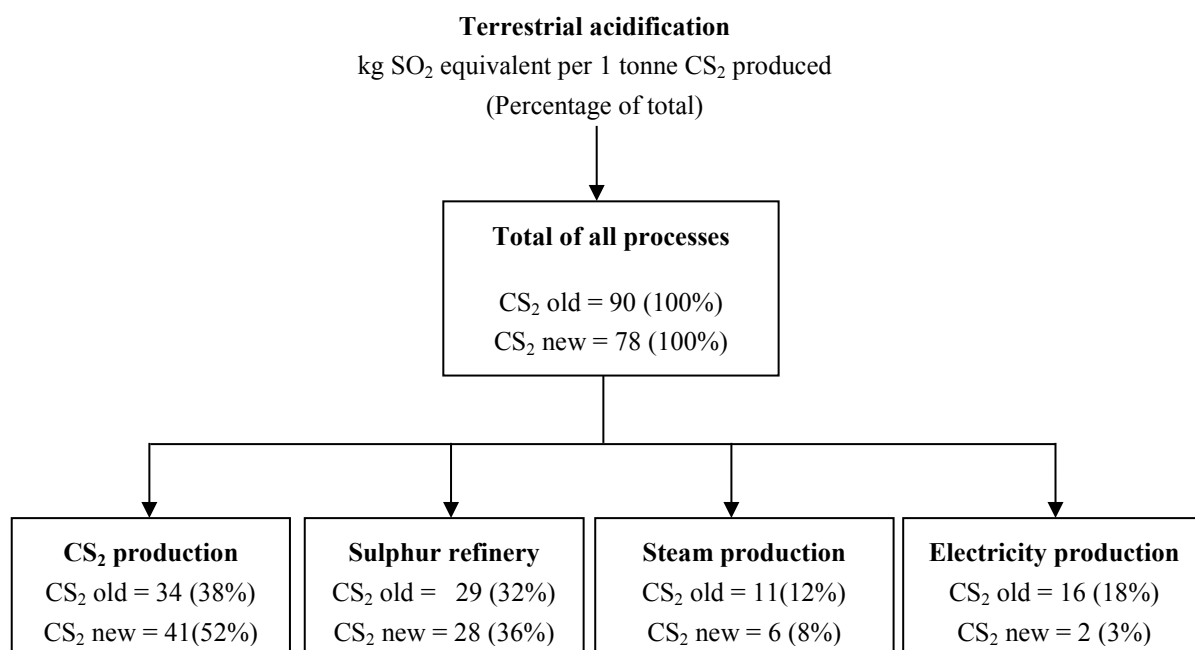 Terrestrial acidification
kg SO₂ equivalent per 1 tonne CS₂ produced
(Percentage of total)
Total of all processes
CS₂ old = 90 (100%)
CS₂ new = 78 (100%)
CS₂ production
CS₂ old = 34 (38%)
CS₂ new = 41(52%)
Sulphur refinery
CS₂ old = 29 (32%)
CS₂ new = 28 (36%)
Steam production
CS₂ old = 11(12%)
CS₂ new = 6 (8%)
Electricity production
CS₂ old = 16 (18%)
CS₂ new = 2 (3%)